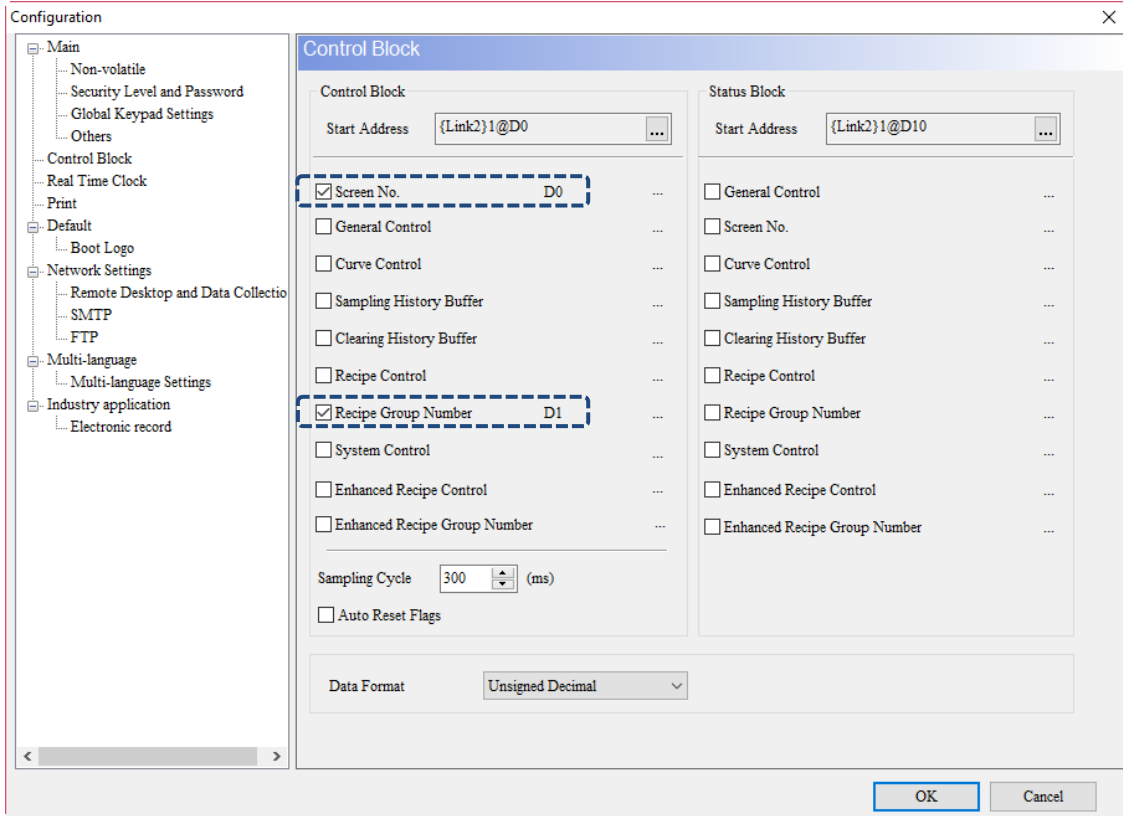 Configuration
Main
Non-volatile
Security Level and Password
Global Keypad Settings
Others
Control Block
Real Time Clock
Print
Default
Boot Logo
Network Settings
Remote Desktop and Data Collectio
SMTP
FTP
Multi-language
Multi-language Settings
Industry application
Electronic record
Control Block
Control Block
Start Address {Link2}1@D0 ...
Screen No. D0 ...
General Control ...
Curve Control ...
Sampling History Buffer ...
Clearing History Buffer ...
Recipe Control ...
Recipe Group Number D1 ...
System Control ...
Enhanced Recipe Control ...
Enhanced Recipe Group Number ...
Sampling Cycle 300 (ms)
Auto Reset Flags
Status Block
Start Address {Link2}1@D10 ...
General Control ...
Screen No. ...
Curve Control ...
Sampling History Buffer ...
Clearing History Buffer ...
Recipe Control ...
Recipe Group Number ...
System Control ...
Enhanced Recipe Control ...
Enhanced Recipe Group Number ...
Data Format Unsigned Decimal
OK Cancel